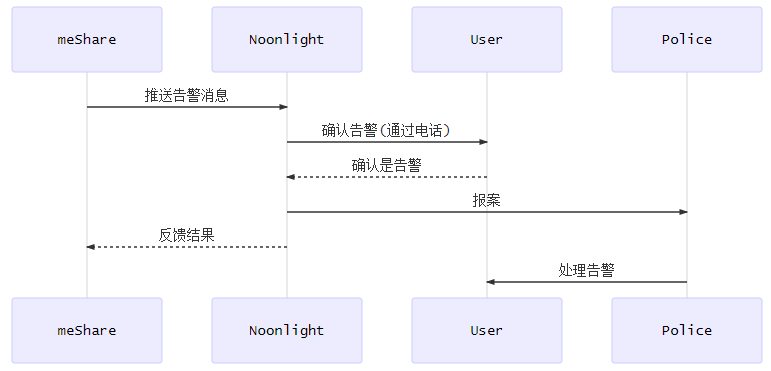 meShare Noonlight User Police
推送告警消息
确认告警(通过电话)
确认是告警
报案
反馈结果
处理告警
meShare Noonlight User Police